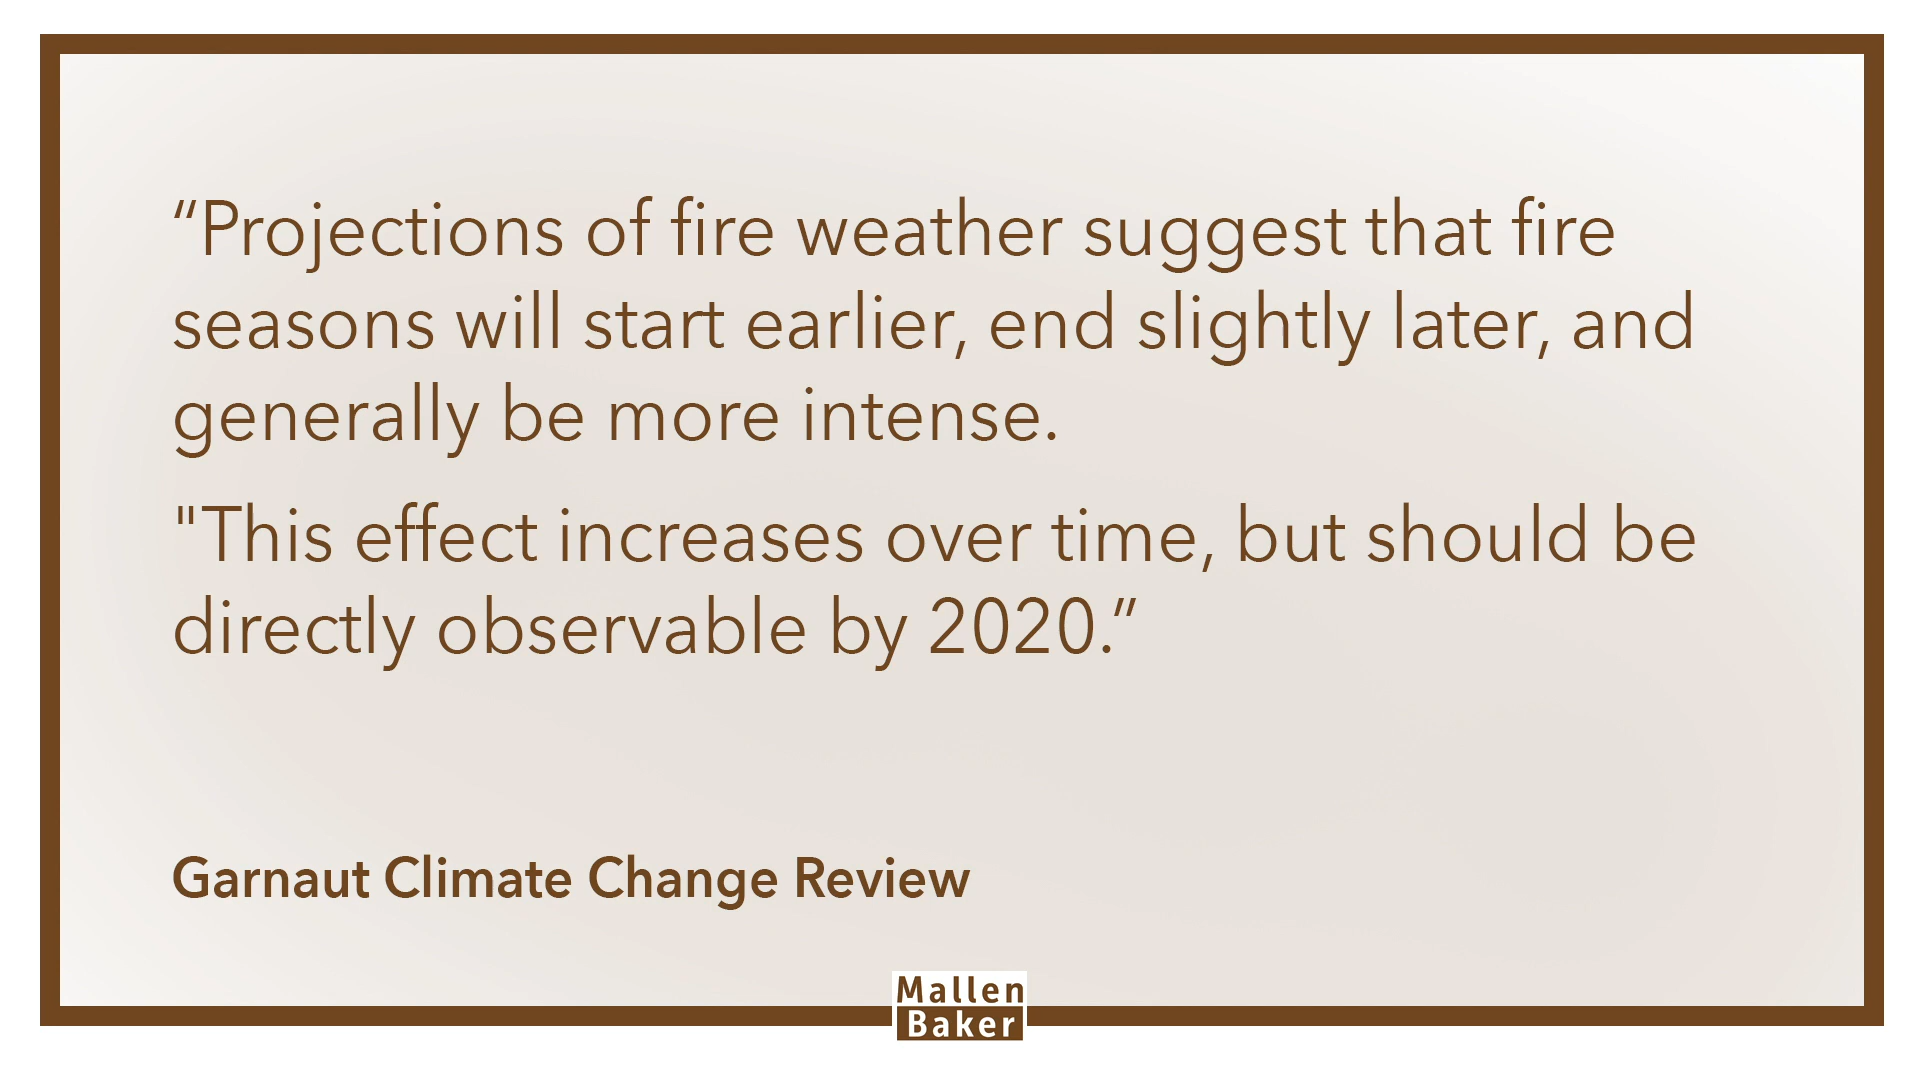 “Projections of fire weather suggest that fire
seasons will start earlier, end slightly later, and
generally be more intense.
"This effect increases over time, but should be
directly observable by 2020.”
Garnaut Climate Change Review
Mallen
Baker